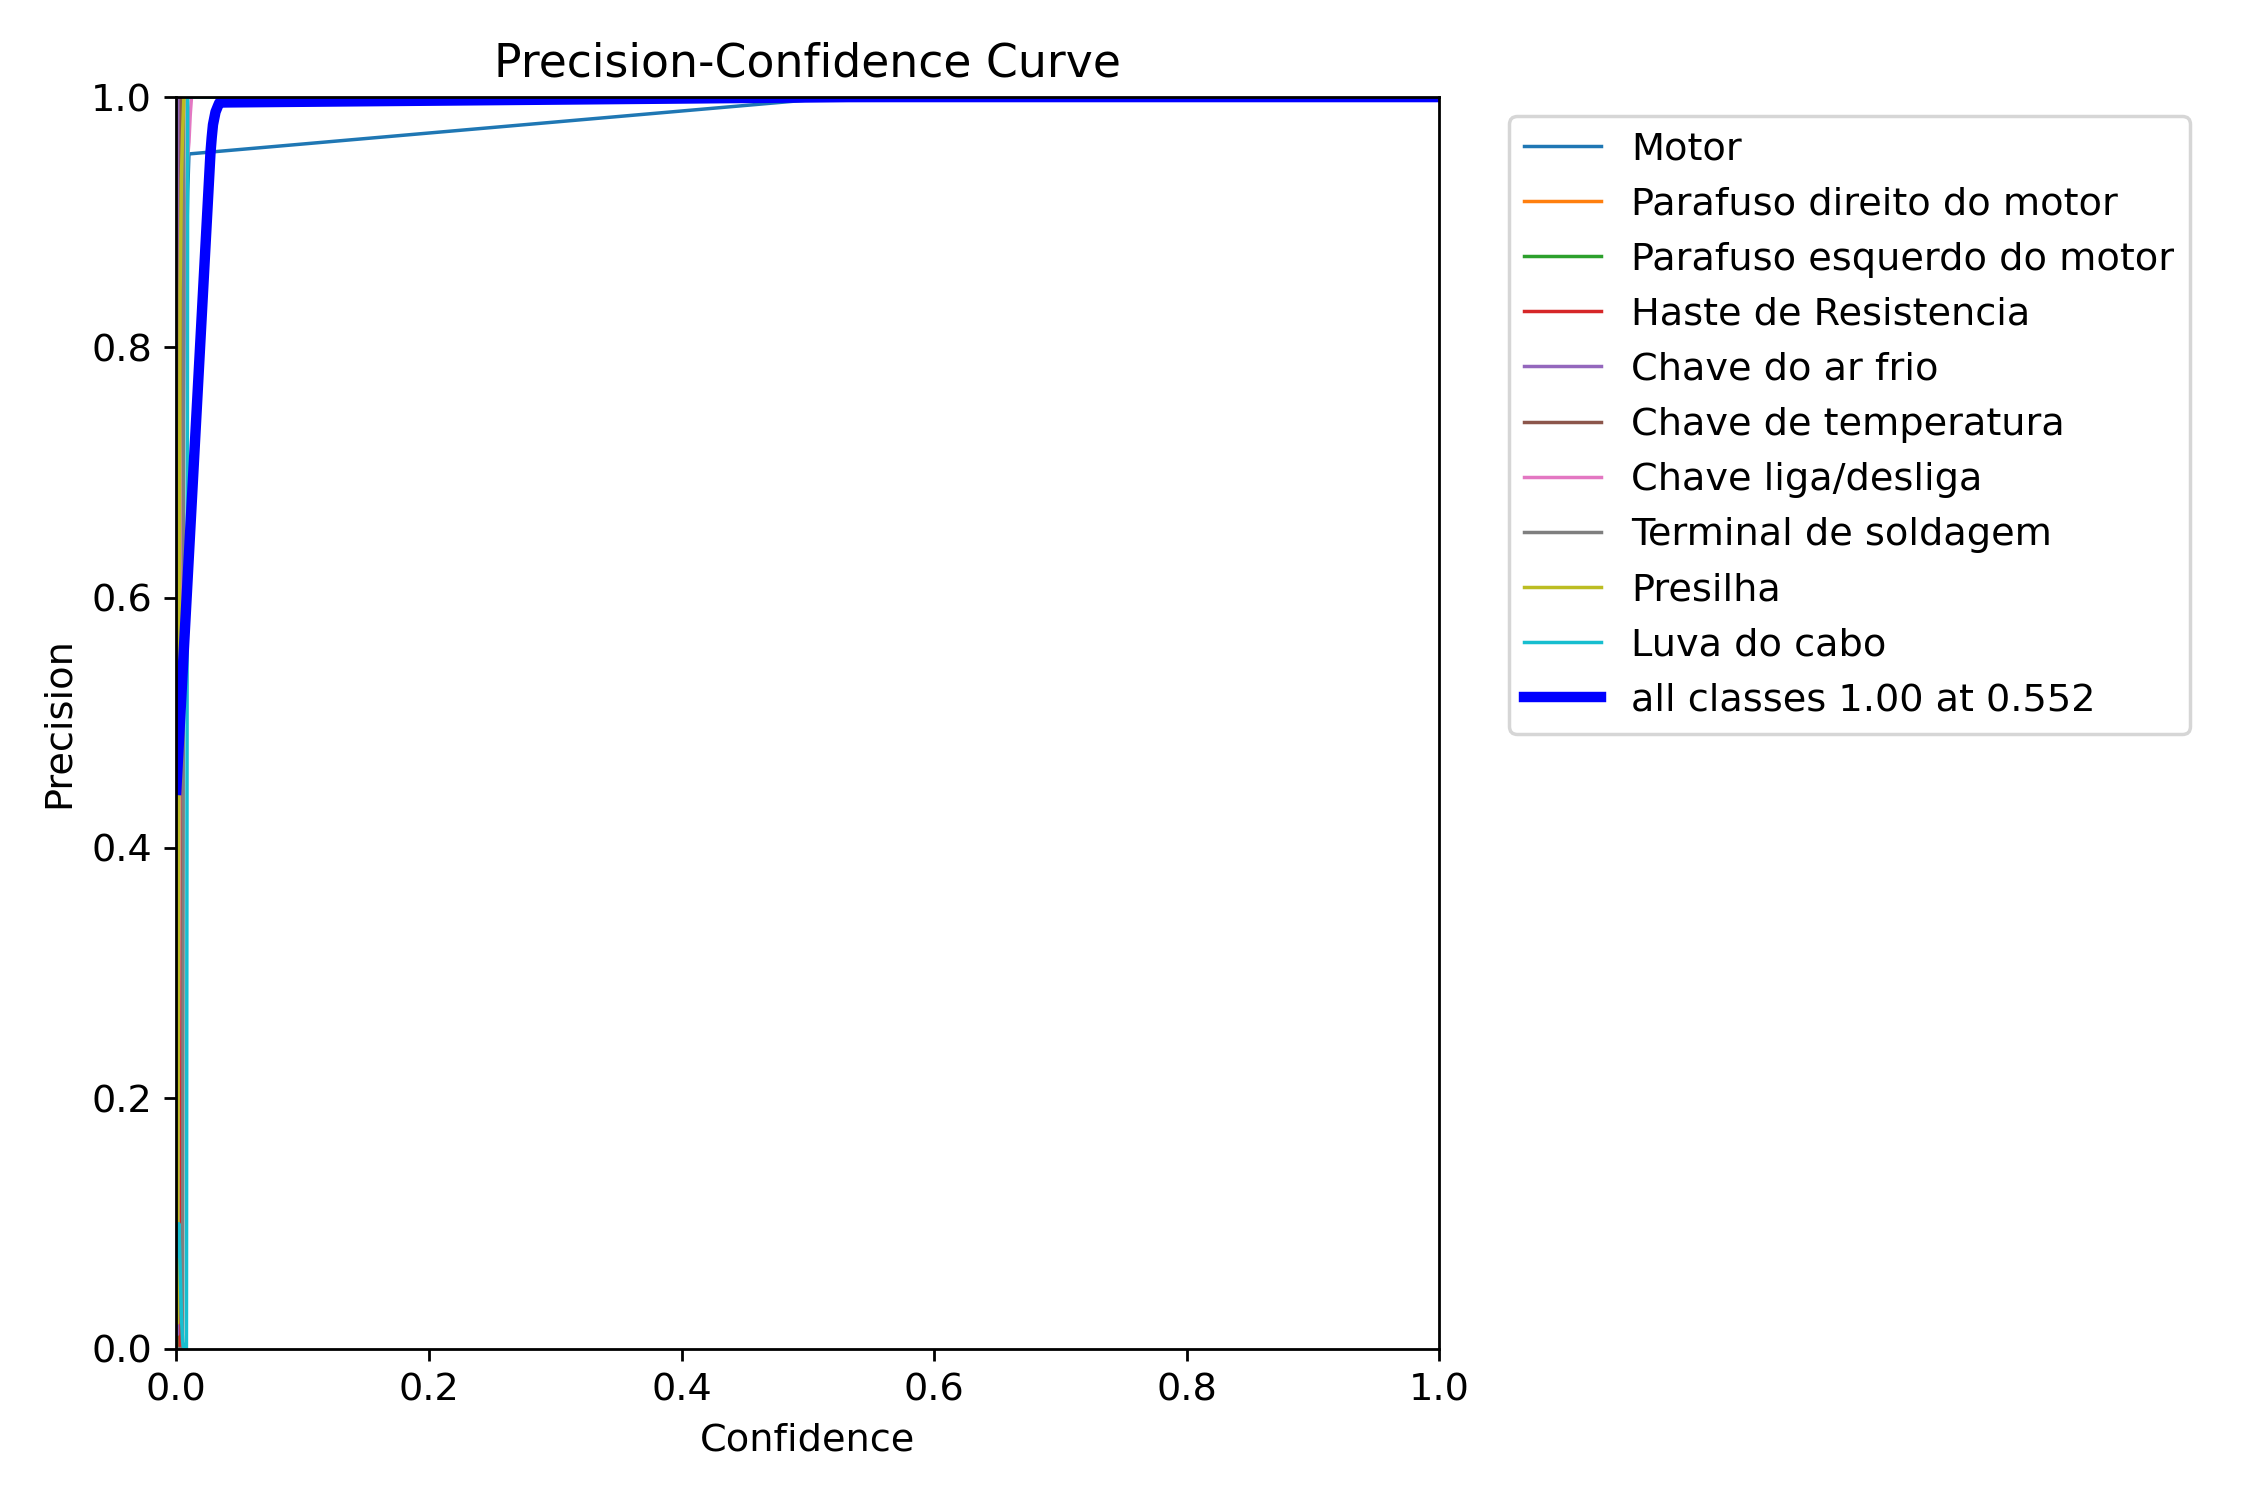 Precision-Confidence Curve
1.0
0.8
0.6
0.4
0.2
0.0
Precision
0.0 0.2 0.4 0.6 0.8 1.0
Confidence
Motor
Parafuso direito do motor
Parafuso esquerdo do motor
Haste de Resistencia
Chave do ar frio
Chave de temperatura
Chave liga/desliga
Terminal de soldagem
Presilha
Luva do cabo
all classes 1.00 at 0.552